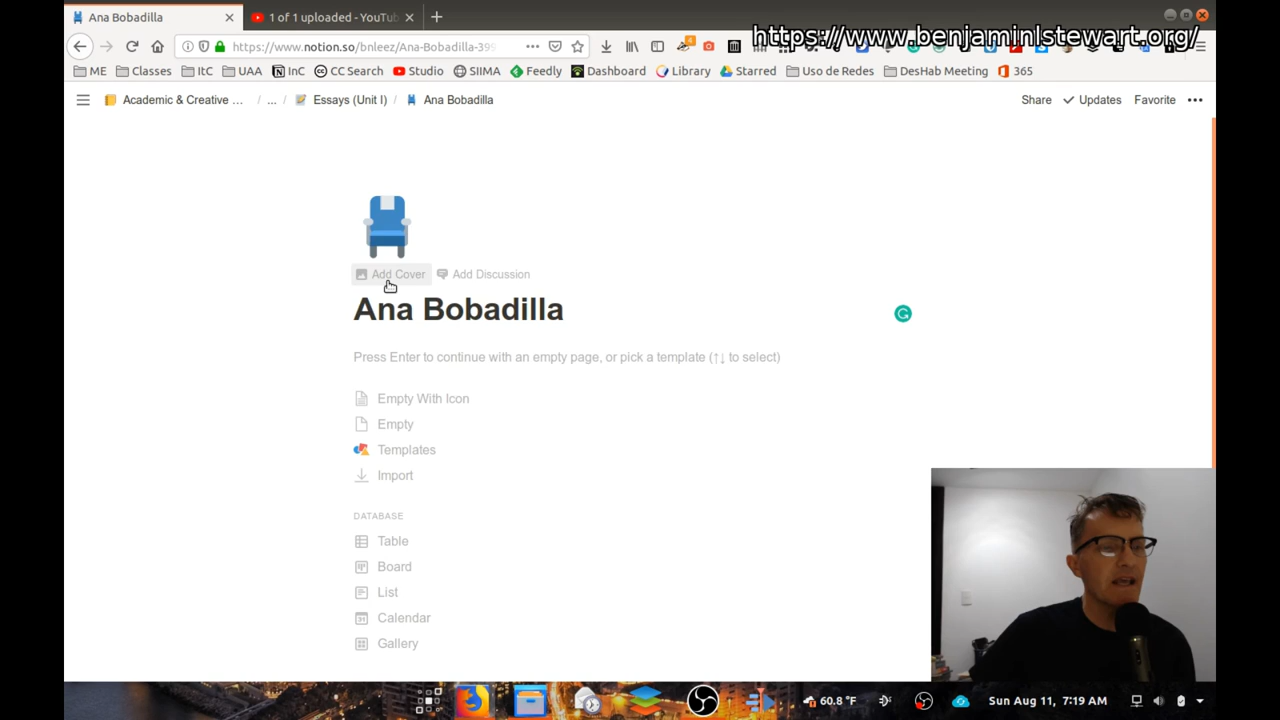 Ana Bobadilla
1 of 1 uploaded - YouTu
https://www.benjaminlstewart.org/
https://www.notion.so/bnleez/Ana-Bobadilla-399
ME
Classes
ItC
UAA
InC
CC Search
Studio
SIIMA
Feedly
Dashboard
Library
Starred
Uso de Redes
DesHab Meeting
365
Academic & Creative ... / ... / Essays (Unit I) / Ana Bobadilla
Share
Updates
Favorite
Add Cover
Add Discussion
Ana Bobadilla
Press Enter to continue with an empty page, or pick a template (↑↓ to select)
Empty With Icon
Empty
Templates
Import
DATABASE
Table
Board
List
Calendar
Gallery
60.8 °F
Sun Aug 11, 7:19 AM